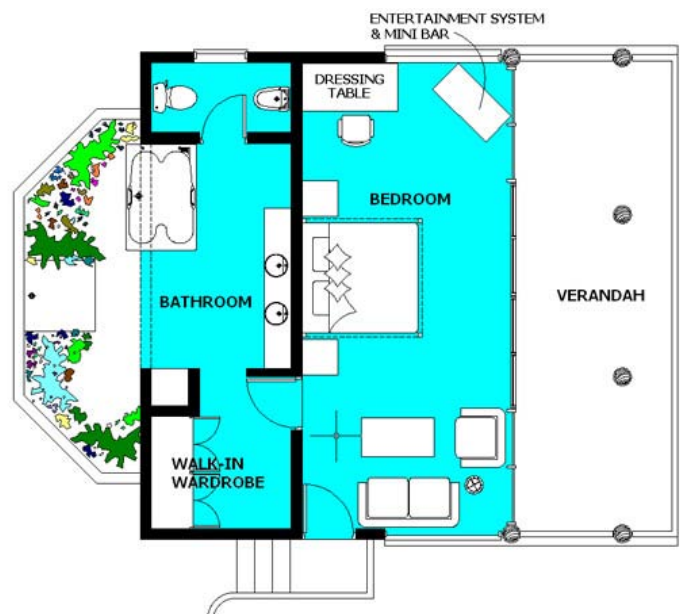 ENTERTAINMENT SYSTEM
& MINI BAR
DRESSING
TABLE
BEDROOM
VERANDAH
BATHROOM
WALK-IN
WARDROBE